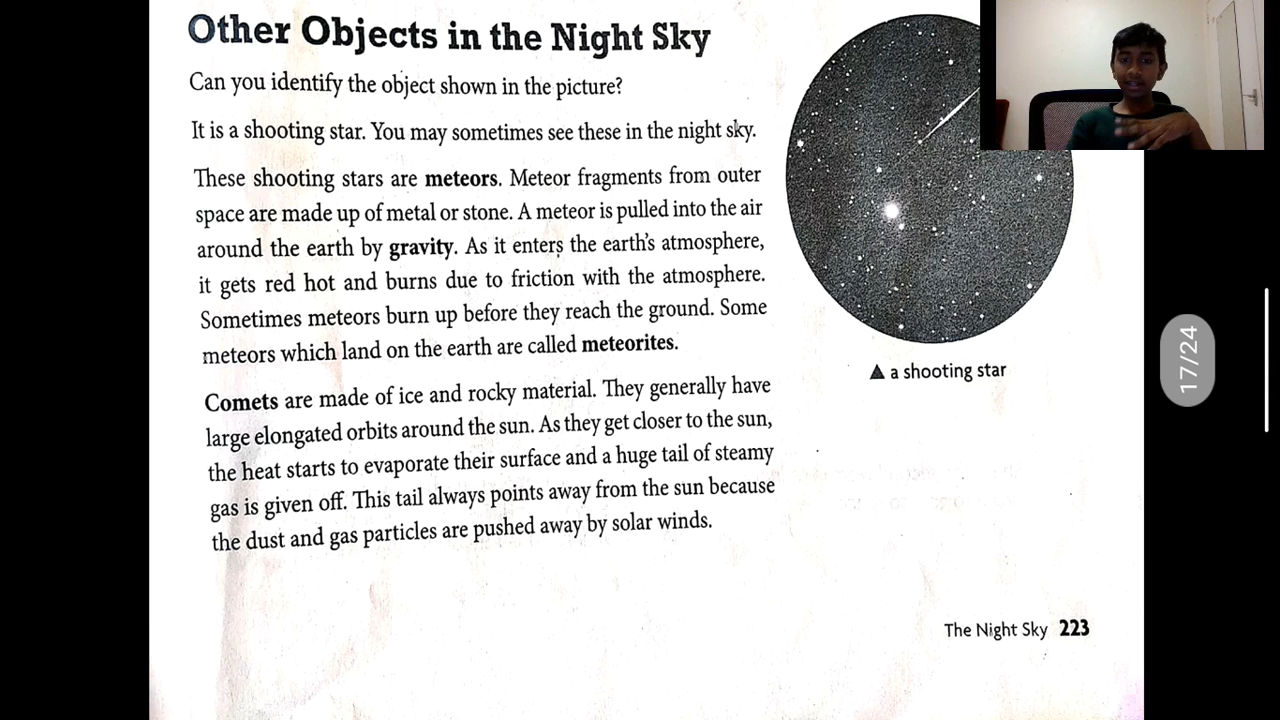 Other Objects in the Night Sky
Can you identify the object shown in the picture?
It is a shooting star. You may sometimes see these in the night sky.
These shooting stars are meteors. Meteor fragments from outer
space are made up of metal or stone. A meteor is pulled into the air
around the earth by gravity. As it enters the earth's atmosphere,
it gets red hot and burns due to friction with the atmosphere.
Sometimes meteors burn up before they reach the ground. Some
meteors which land on the earth are called meteorites.
▲ a shooting star
Comets are made of ice and rocky material. They generally have
large elongated orbits around the sun. As they get closer to the sun,
the heat starts to evaporate their surface and a huge tail of steamy
gas is given off. This tail always points away from the sun because
the dust and gas particles are pushed away by solar winds.
The Night Sky 223
17/24